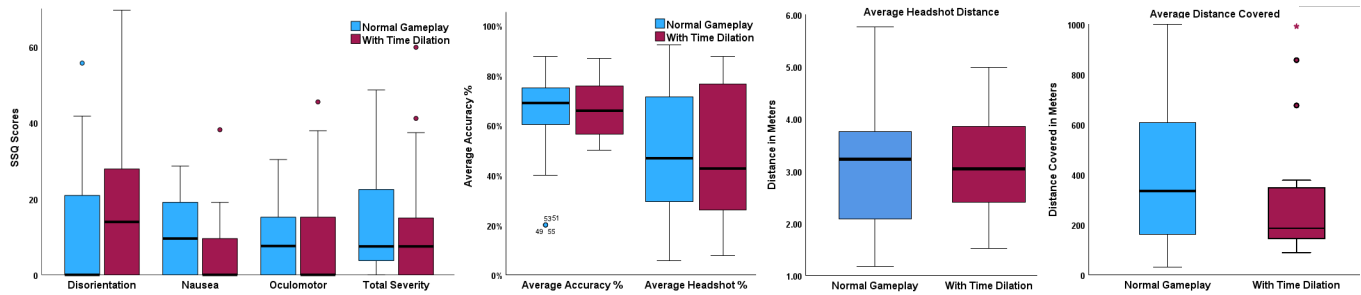 SSQ Scores
60
40
20
0
Normal Gameplay
With Time Dilation
Disorientation
Nausea
Oculomotor
Total Severity
Average Accuracy %
100%
80%
60%
40%
20%
0%
Normal Gameplay
With Time Dilation
5351
49 55
Average Accuracy %
Average Headshot %
Average Headshot Distance
Distance in Meters
6.00
5.00
4.00
3.00
2.00
1.00
Normal Gameplay
With Time Dilation
Average Distance Covered
Distance Covered in Meters
1000
800
600
400
200
0
Normal Gameplay
With Time Dilation